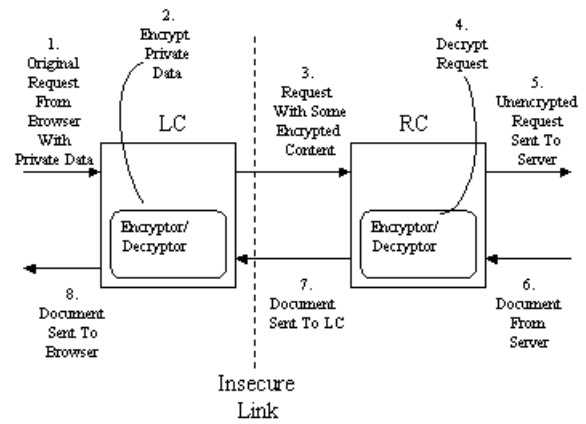 1.
Original
Request
From
Browser
With
Private Data
2.
Encrypt
Private
Data
LC
3.
Request
With Some
Encrypted
Content
4.
Decrypt
Request
RC
5.
Unencrypted
Request
Sent To
Server
Encryptor/
Decryptor
Encryptor/
Decryptor
8.
Document
Sent To
Browser
7.
Document
Sent To LC
6.
Document
From
Server
Insecure
Link